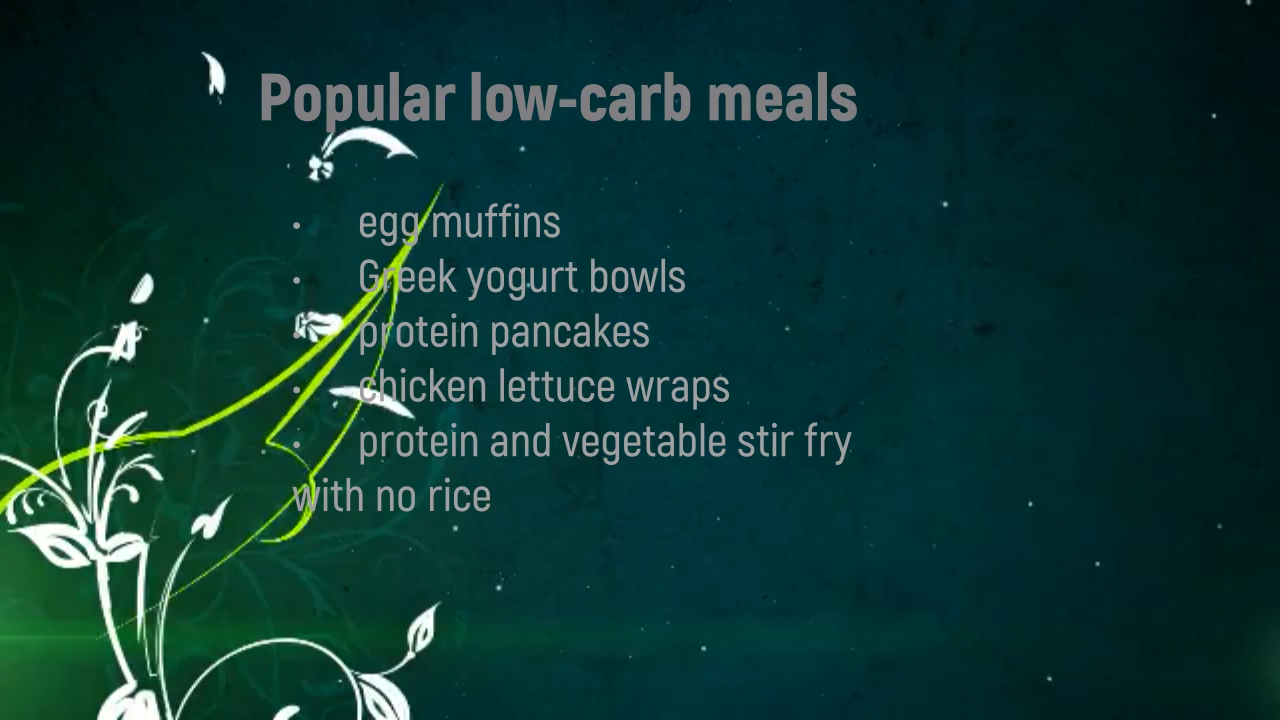 Popular low-carb meals
• egg muffins
• Greek yogurt bowls
• protein pancakes
• chicken lettuce wraps
• protein and vegetable stir fry
with no rice